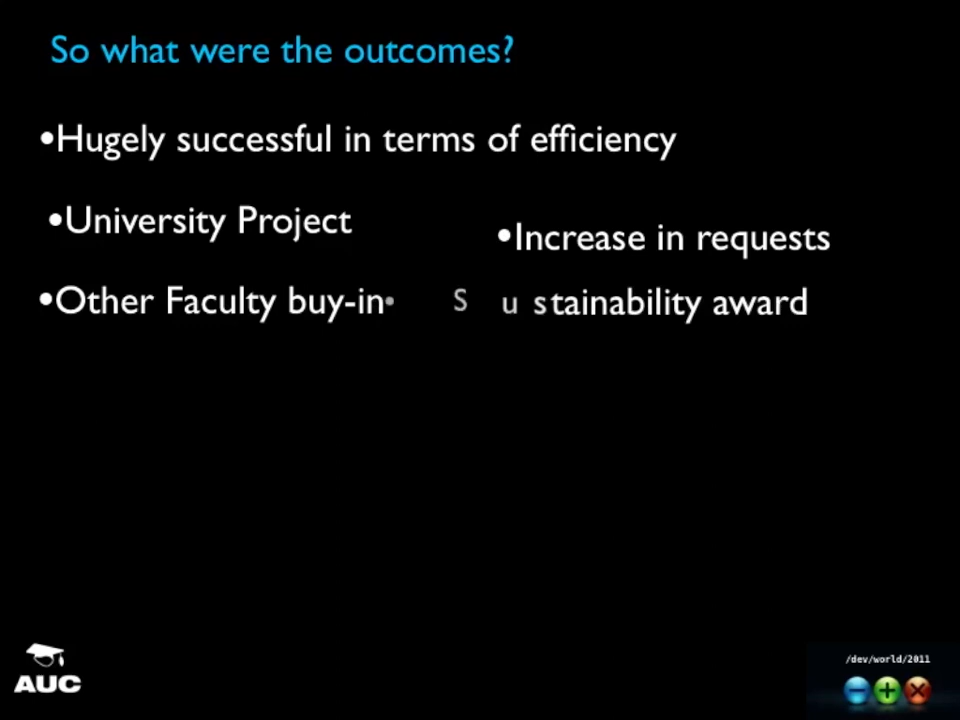 So what were the outcomes?
•Hugely successful in terms of efficiency
•University Project
•Increase in requests
•Other Faculty buy-in
•Sustainability award
AUC
/dev/world/2011